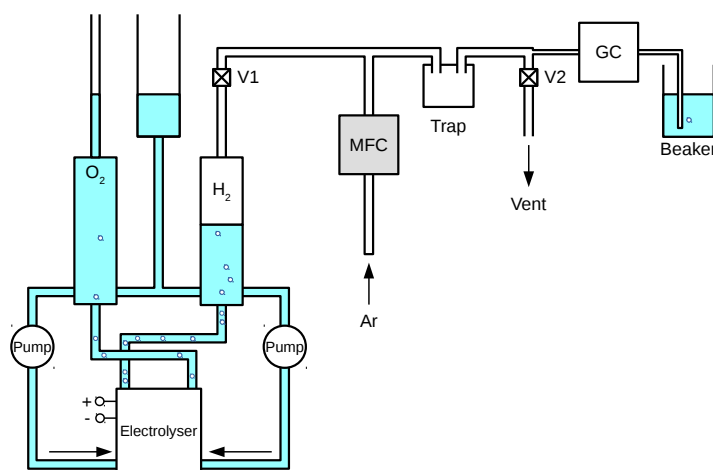 GC
V1
V2
Trap
MFC
Beaker
O2
H2
Vent
Ar
Pump
Pump
+
-
Electrolyser